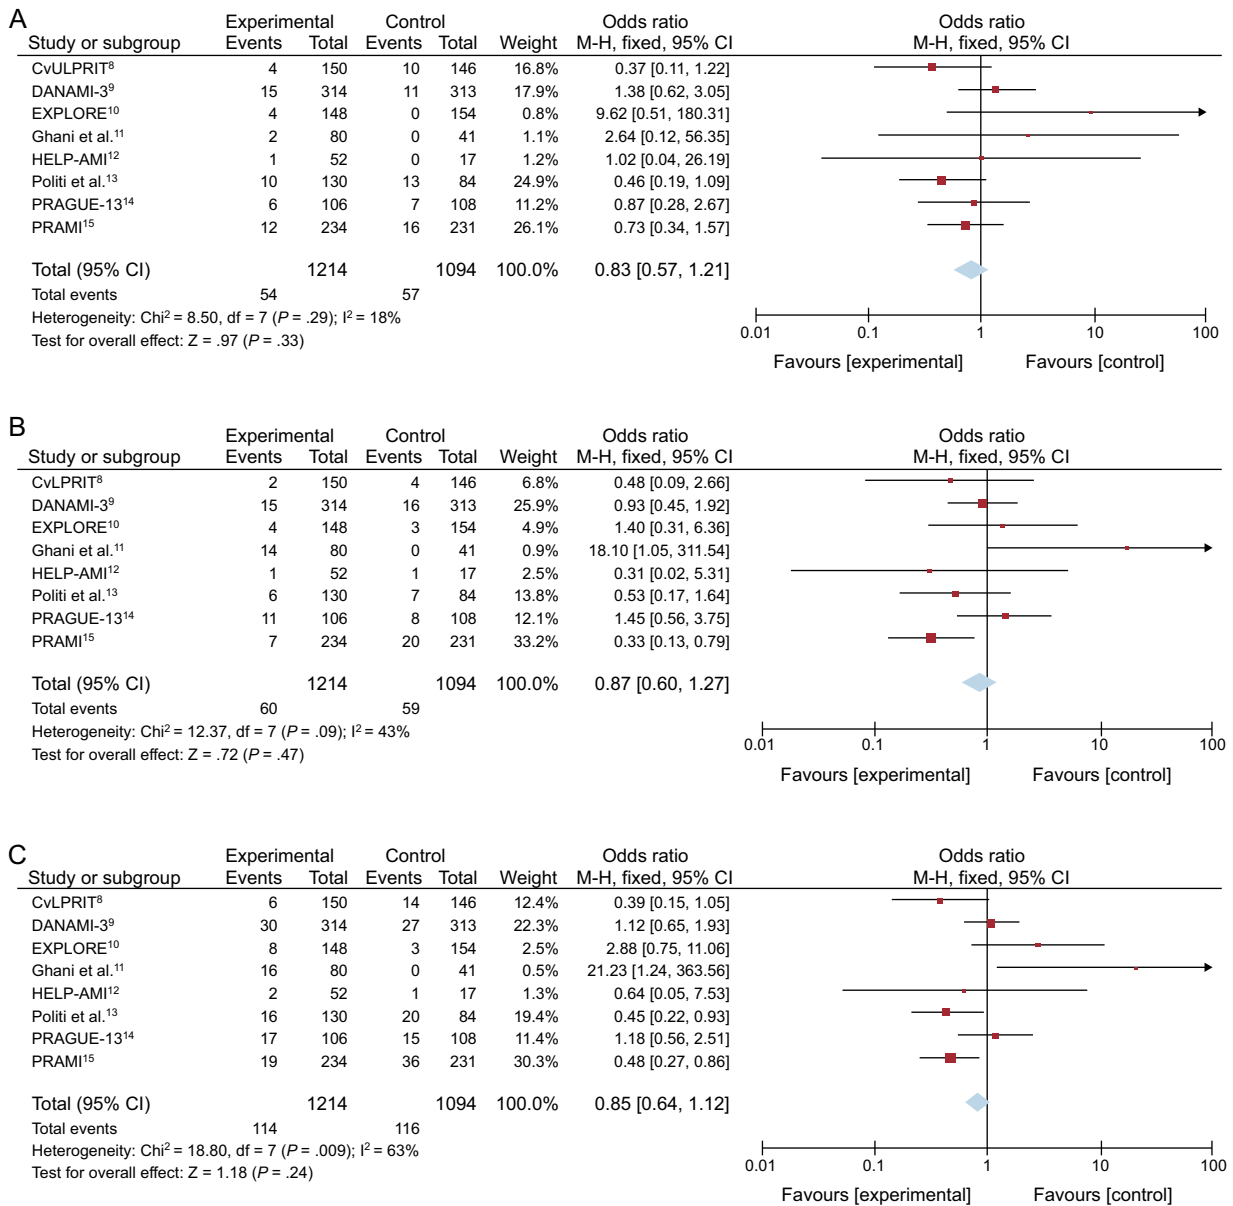 A
Experimental Control Odds ratio Odds ratio
Study or subgroup Events Total Events Total Weight M-H, fixed, 95% CI M-H, fixed, 95% CI
CvULPRIT⁸ 4 150 10 146 16.8% 0.37 [0.11, 1.22]
DANAMI-3⁹ 15 314 11 313 17.9% 1.38 [0.62, 3.05]
EXPLORE¹⁰ 4 148 0 154 0.8% 9.62 [0.51, 180.31]
Ghani et al.¹¹ 2 80 0 41 1.1% 2.64 [0.12, 56.35]
HELP-AMI¹² 1 52 0 17 1.2% 1.02 [0.04, 26.19]
Politi et al.¹³ 10 130 13 84 24.9% 0.46 [0.19, 1.09]
PRAGUE-13¹⁴ 6 106 7 108 11.2% 0.87 [0.28, 2.67]
PRAMI¹⁵ 12 234 16 231 26.1% 0.73 [0.34, 1.57]
Total (95% CI) 1214 1094 100.0% 0.83 [0.57, 1.21]
Total events 54 57
Heterogeneity: Chi² = 8.50, df = 7 (P = .29); I² = 18%
Test for overall effect: Z = .97 (P = .33)
0.01 0.1 1 10 100
Favours [experimental] Favours [control]
B
Experimental Control Odds ratio Odds ratio
Study or subgroup Events Total Events Total Weight M-H, fixed, 95% CI M-H, fixed, 95% CI
CvLPRIT⁸ 2 150 4 146 6.8% 0.48 [0.09, 2.66]
DANAMI-3⁹ 15 314 16 313 25.9% 0.93 [0.45, 1.92]
EXPLORE¹⁰ 4 148 3 154 4.9% 1.40 [0.31, 6.36]
Ghani et al.¹¹ 14 80 0 41 0.9% 18.10 [1.05, 311.54]
HELP-AMI¹² 1 52 1 17 2.5% 0.31 [0.02, 5.31]
Politi et al.¹³ 6 130 7 84 13.8% 0.53 [0.17, 1.64]
PRAGUE-13¹⁴ 11 106 8 108 12.1% 1.45 [0.56, 3.75]
PRAMI¹⁵ 7 234 20 231 33.2% 0.33 [0.13, 0.79]
Total (95% CI) 1214 1094 100.0% 0.87 [0.60, 1.27]
Total events 60 59
Heterogeneity: Chi² = 12.37, df = 7 (P = .09); I² = 43%
Test for overall effect: Z = .72 (P = .47)
0.01 0.1 1 10 100
Favours [experimental] Favours [control]
C
Experimental Control Odds ratio Odds ratio
Study or subgroup Events Total Events Total Weight M-H, fixed, 95% CI M-H, fixed, 95% CI
CvLPRIT⁸ 6 150 14 146 12.4% 0.39 [0.15, 1.05]
DANAMI-3⁹ 30 314 27 313 22.3% 1.12 [0.65, 1.93]
EXPLORE¹⁰ 8 148 3 154 2.5% 2.88 [0.75, 11.06]
Ghani et al.¹¹ 16 80 0 41 0.5% 21.23 [1.24, 363.56]
HELP-AMI¹² 2 52 1 17 1.3% 0.64 [0.05, 7.53]
Politi et al.¹³ 16 130 20 84 19.4% 0.45 [0.22, 0.93]
PRAGUE-13¹⁴ 17 106 15 108 11.4% 1.18 [0.56, 2.51]
PRAMI¹⁵ 19 234 36 231 30.3% 0.48 [0.27, 0.86]
Total (95% CI) 1214 1094 100.0% 0.85 [0.64, 1.12]
Total events 114 116
Heterogeneity: Chi² = 18.80, df = 7 (P = .009); I² = 63%
Test for overall effect: Z = 1.18 (P = .24)
0.01 0.1 1 10 100
Favours [experimental] Favours [control]